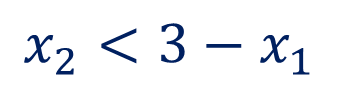 x₂ < 3 − x₁